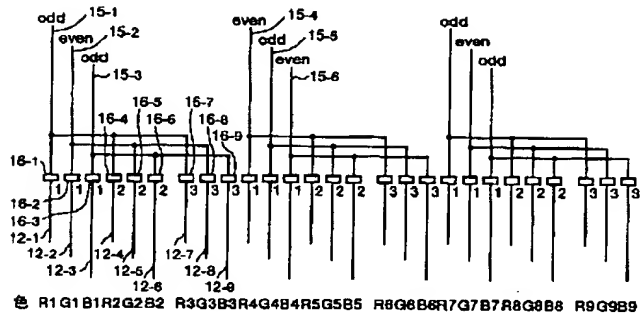 odd 15-1 even 15-4 odd
even 15-2 odd 15-5 even
odd 15-3 even 15-6 odd
16-4 16-5 16-6 16-7 16-8 16-9
16-1 1 1 1 2 2 2 3 3 3 1 1 1 2 2 2 3 3 3 1 1 1 2 2 2 3 3 3
16-2
16-3
12-1 12-4 12-7
12-2 12-5 12-8
12-3 12-6 12-9
色 R1G1B1R2G2B2 R3G3B3R4G4B4R5G5B5 R6G6B6R7G7B7R8G8B8 R9G9B9